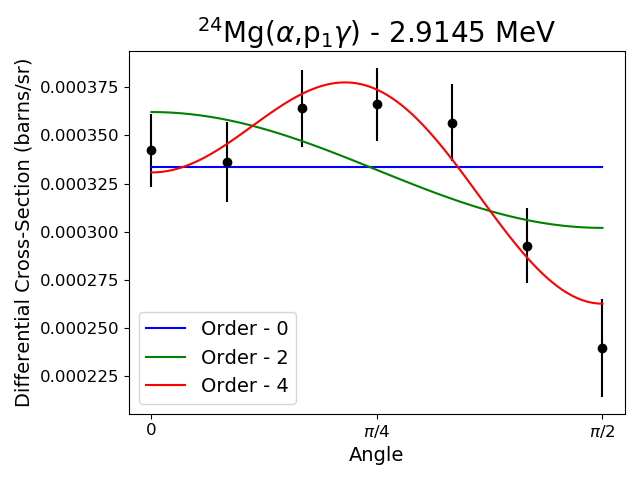 ²⁴Mg(α,p₁γ) - 2.9145 MeV
Differential Cross-Section (barns/sr)
0.000375
0.000350
0.000325
0.000300
0.000275
0.000250
0.000225
Order - 0
Order - 2
Order - 4
0 π/4 π/2
Angle